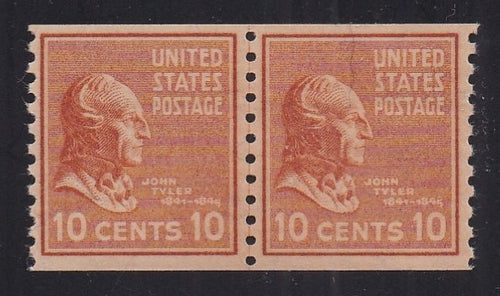 UNITED
STATES
POSTAGE
JOHN
TYLER
1841-1845
10 CENTS 10
UNITED
STATES
POSTAGE
JOHN
TYLER
1841-1845
10 CENTS 10